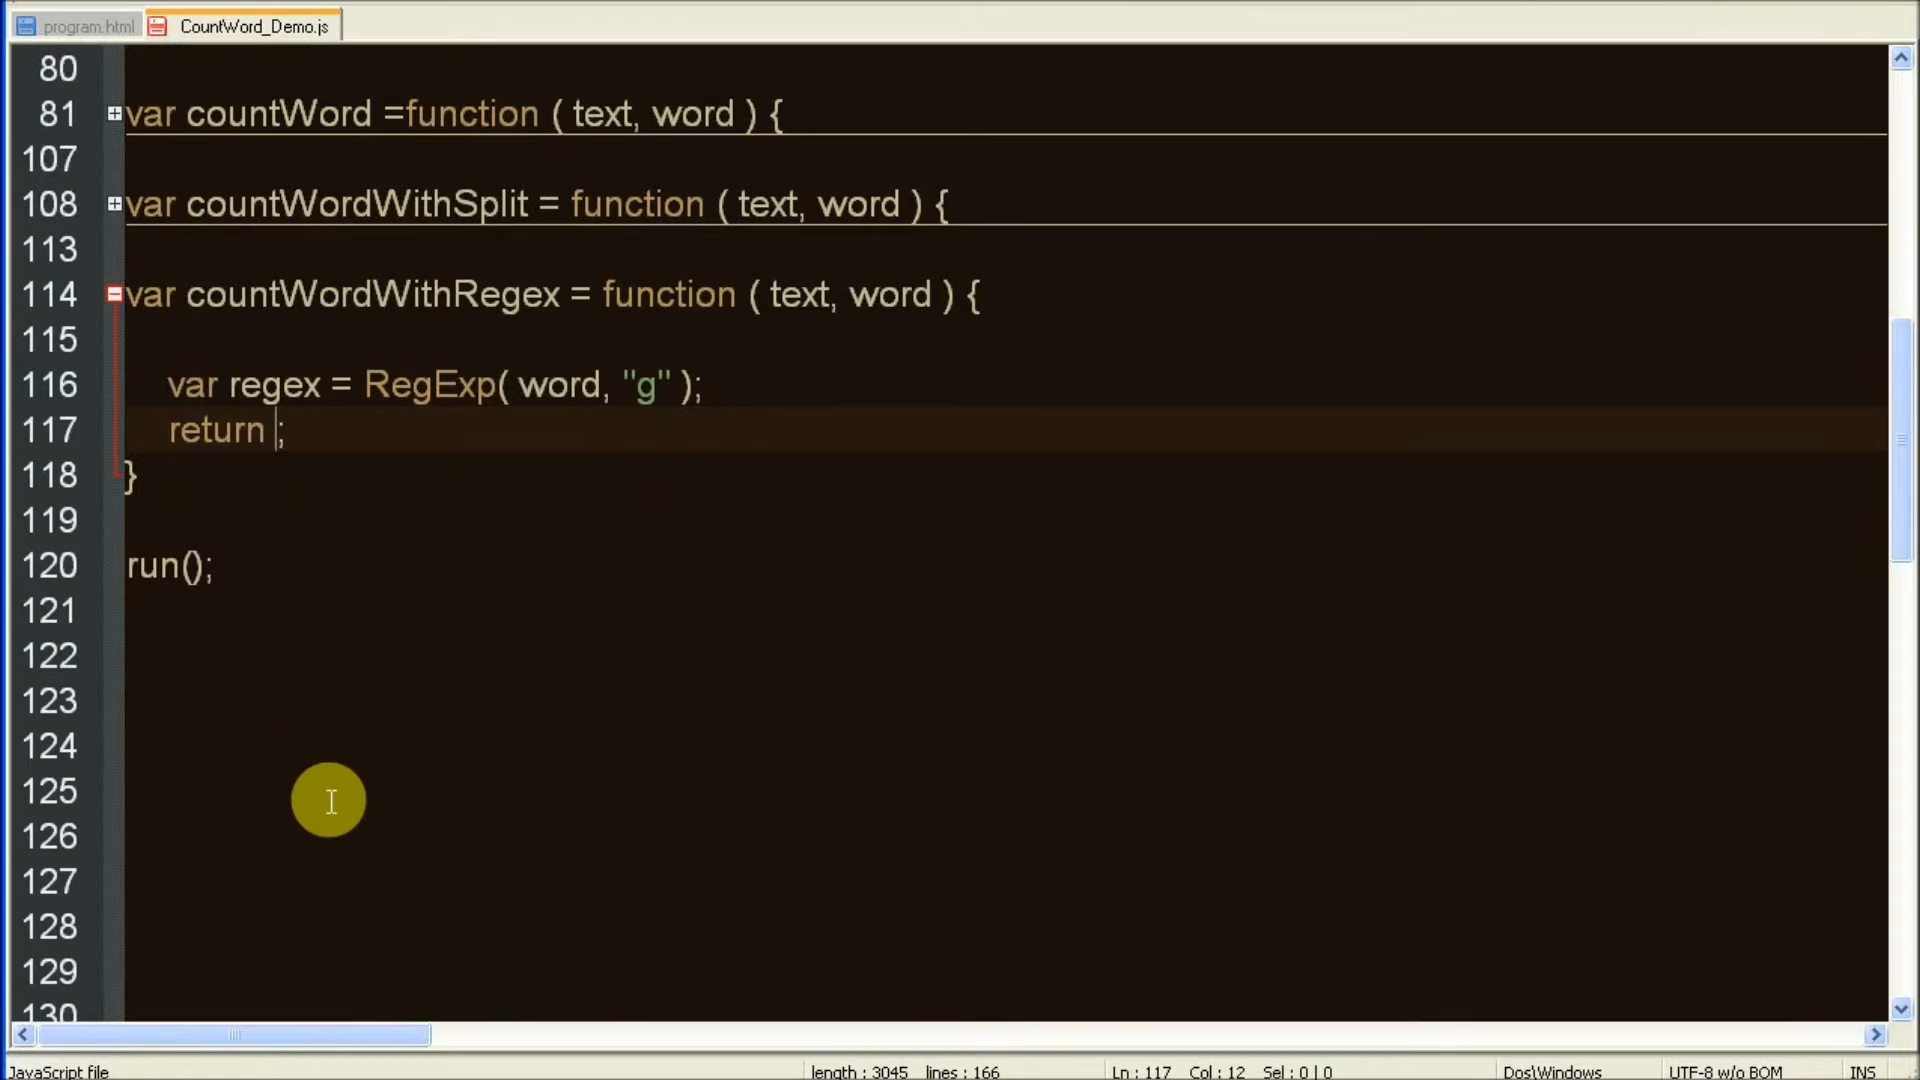 program.html CountWord_Demo.js
80
81 var countWord =function ( text, word ) {
107
108 var countWordWithSplit = function ( text, word ) {
113
114 var countWordWithRegex = function ( text, word ) {
115
116 var regex = RegExp( word, "g" );
117 return ;
118 }
119
120 run();
121
122
123
124
125
126
127
128
129
130
JavaScript file length : 3045 lines : 166 Ln : 117 Col : 12 Sel : 0 | 0 Dos\Windows UTF-8 w/o BOM INS